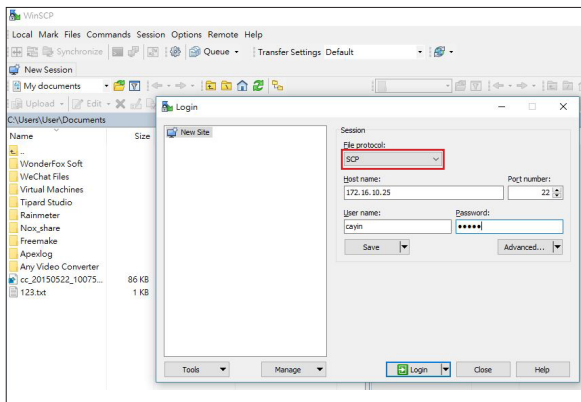 WinSCP
Local Mark Files Commands Session Options Remote Help
Synchronize Queue Transfer Settings Default
New Session
My documents
Upload Edit
C:\Users\User\Documents
Name Size
..
WonderFox Soft
WeChat Files
Virtual Machines
Tipard Studio
Rainmeter
Nox_share
Freemake
Apexlog
Any Video Converter
cc_20150522_10075... 86 KB
123.txt 1 KB
Login
New Site
Session
File protocol:
SCP
Host name: Port number:
172.16.10.25 22
User name: Password:
cayin •••••
Save Advanced...
Tools Manage Login Close Help